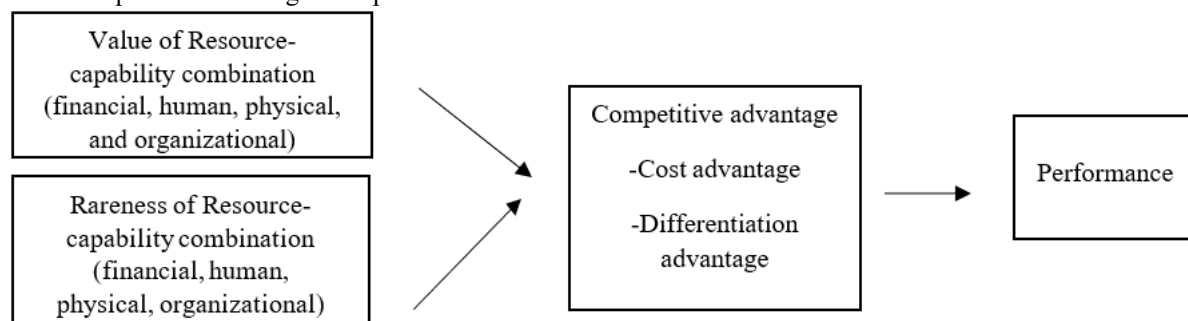 Value of Resource-
capability combination
(financial, human, physical,
and organizational)
Rareness of Resource-
capability combination
(financial, human,
physical, organizational)
Competitive advantage
-Cost advantage
-Differentiation
advantage
Performance